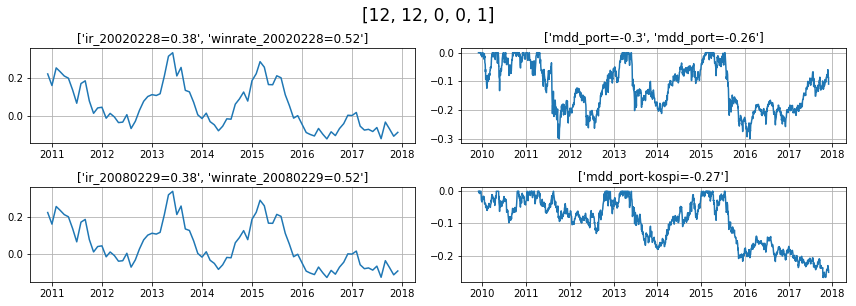 [12, 12, 0, 0, 1]
['ir_20020228=0.38', 'winrate_20020228=0.52']
0.2
0.0
2011 2012 2013 2014 2015 2016 2017 2018
['mdd_port=-0.3', 'mdd_port=-0.26']
0.0
−0.1
−0.2
−0.3
2010 2011 2012 2013 2014 2015 2016 2017 2018
['ir_20080229=0.38', 'winrate_20080229=0.52']
0.2
0.0
2011 2012 2013 2014 2015 2016 2017 2018
['mdd_port-kospi=-0.27']
0.0
−0.1
−0.2
2010 2011 2012 2013 2014 2015 2016 2017 2018